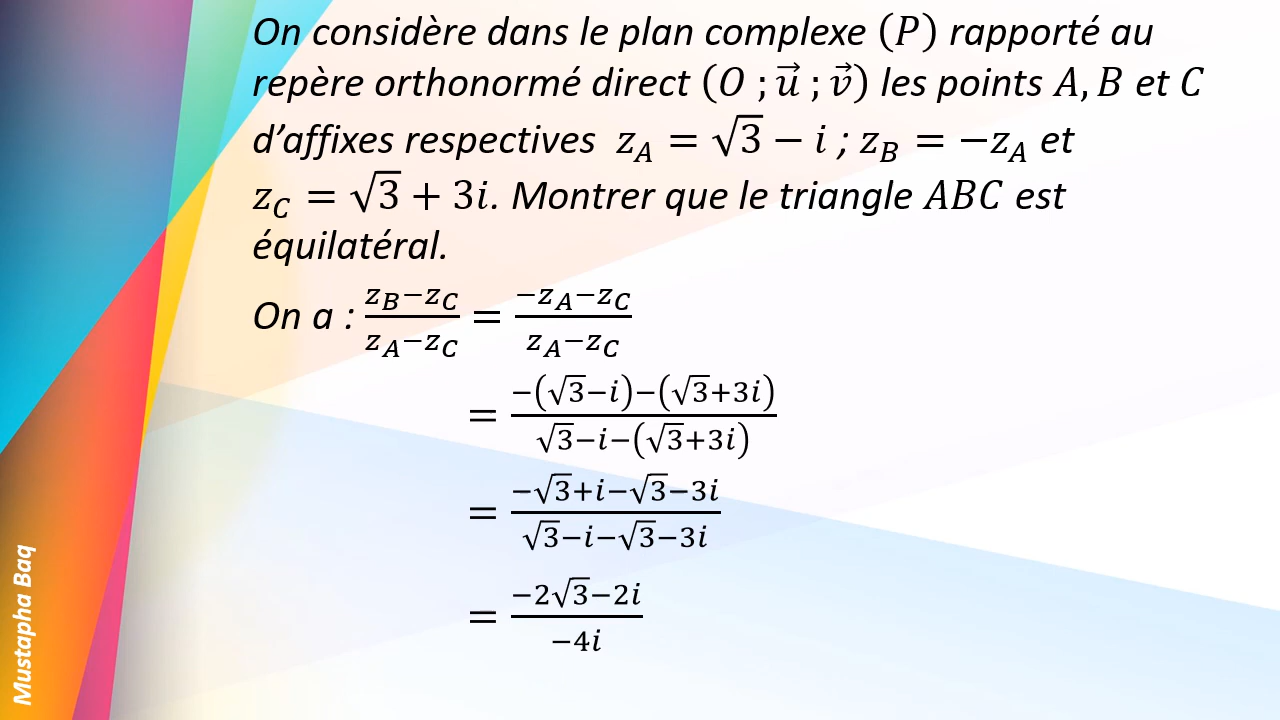 On considère dans le plan complexe (P) rapporté au
repère orthonormé direct (O ; u⃗ ; v⃗) les points A, B et C
d’affixes respectives z_A = √3 − i ; z_B = −z_A et
z_C = √3 + 3i. Montrer que le triangle ABC est
équilatéral.
On a : (z_B−z_C)/(z_A−z_C) = (−z_A−z_C)/(z_A−z_C)
= (−(√3−i)−(√3+3i))/(√3−i−(√3+3i))
= (−√3+i−√3−3i)/(√3−i−√3−3i)
= (−2√3−2i)/(−4i)
Mustapha Baq